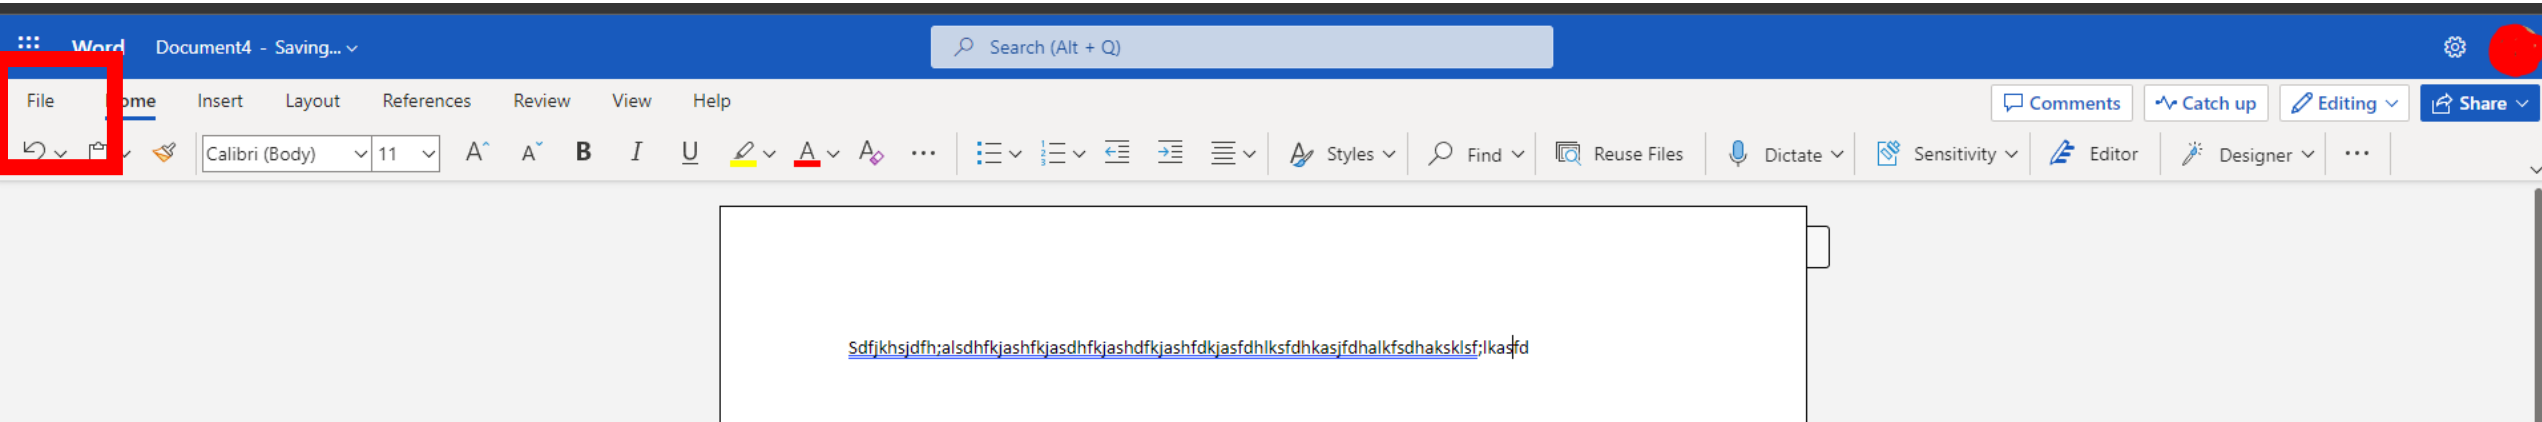 Word Document4 - Saving...
Search (Alt + Q)
File Home Insert Layout References Review View Help
Comments Catch up Editing Share
Calibri (Body) 11 A A B I U A A Styles Find Reuse Files Dictate Sensitivity Editor Designer
Sdfjkhsjdfh;alsdhfkjashfkjasdhfkjashdfkjashfdkjasfdhlksfdhkasjfdhalkfsdhaksklsf;lkasfd